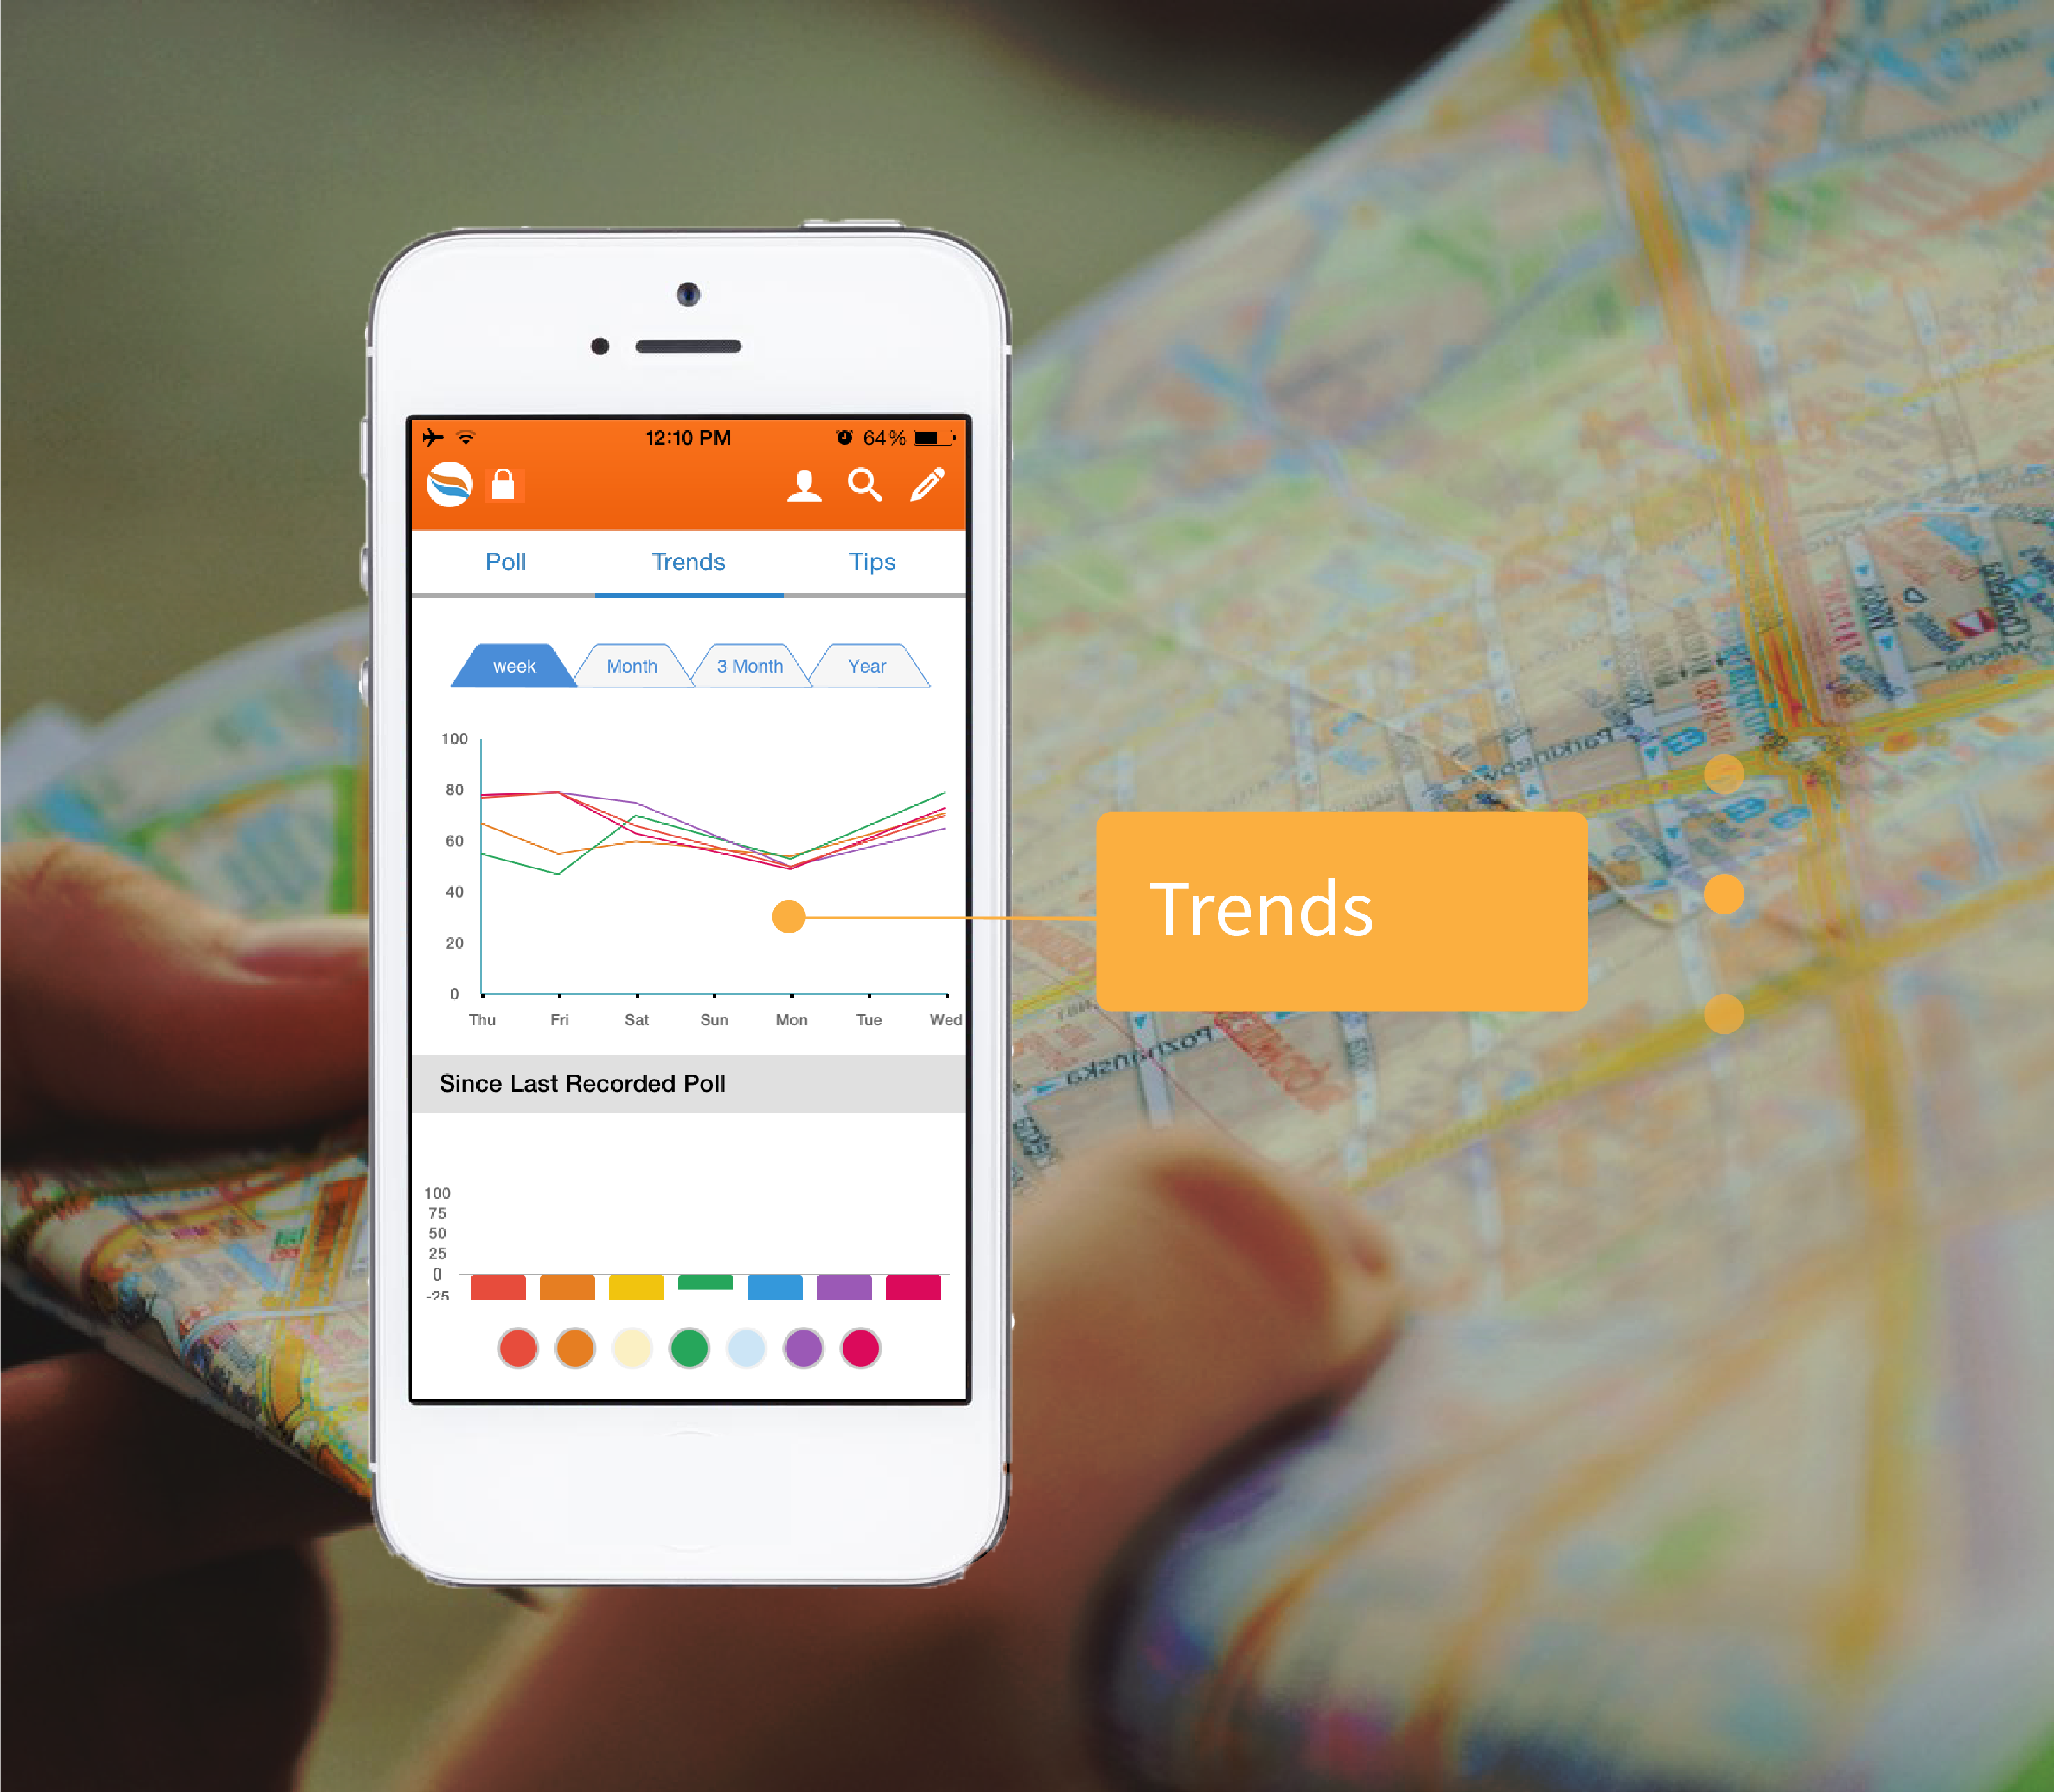 12:10 PM
64%
Poll Trends Tips
week Month 3 Month Year
100
80
60
40
20
0
Thu Fri Sat Sun Mon Tue Wed
Trends
Since Last Recorded Poll
100
75
50
25
0
-25